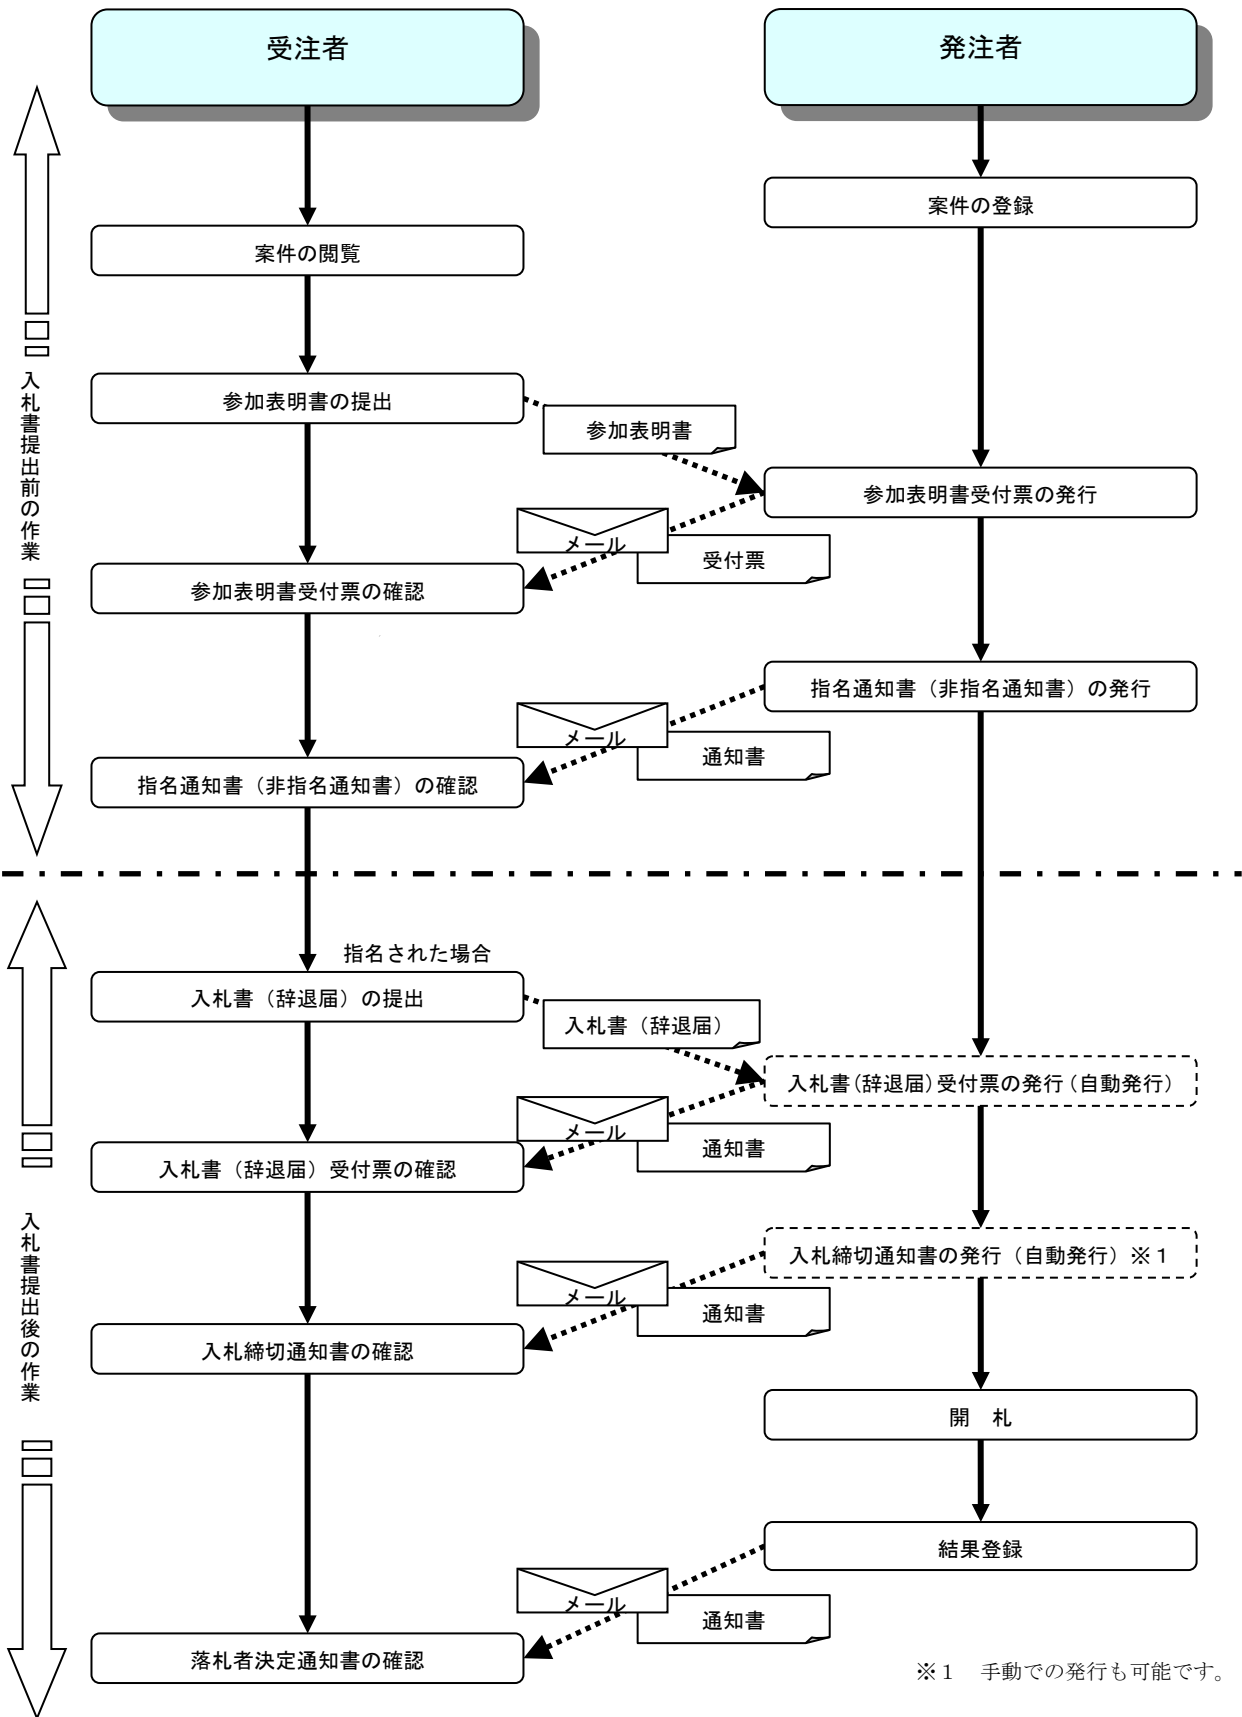 受注者
発注者
案件の登録
案件の閲覧
参加表明書の提出
参加表明書
参加表明書受付票の発行
メール
受付票
参加表明書受付票の確認
指名通知書（非指名通知書）の発行
メール
通知書
指名通知書（非指名通知書）の確認
入札書提出前の作業
指名された場合
入札書（辞退届）の提出
入札書（辞退届）
入札書（辞退届）受付票の発行（自動発行）
メール
通知書
入札書（辞退届）受付票の確認
入札締切通知書の発行（自動発行）※１
メール
通知書
入札締切通知書の確認
開　札
結果登録
メール
通知書
落札者決定通知書の確認
入札書提出後の作業
※１　手動での発行も可能です。